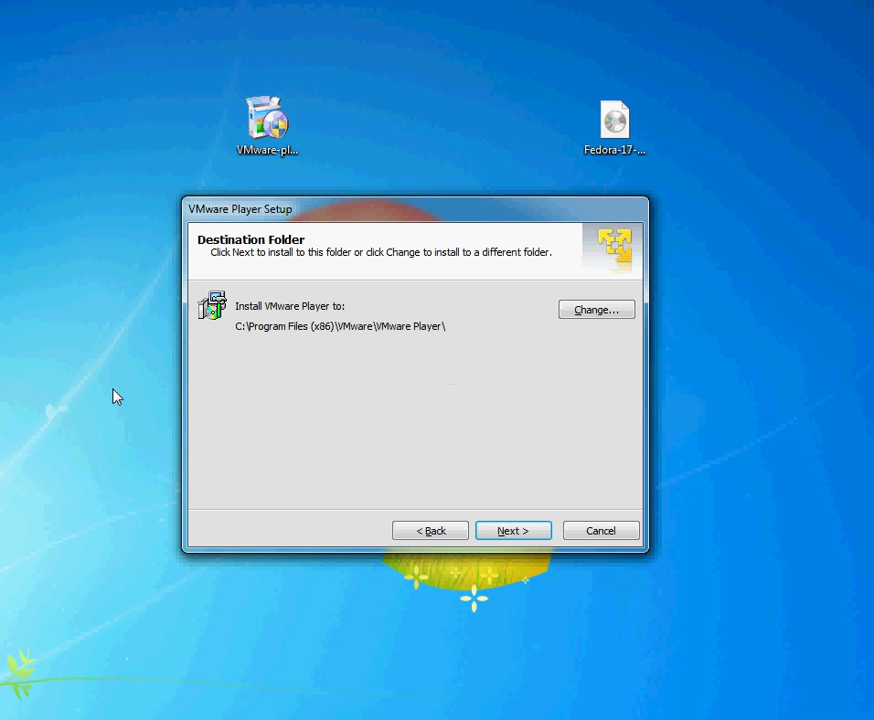 VMware-pl...
Fedora-17-...
VMware Player Setup
Destination Folder
Click Next to install to this folder or click Change to install to a different folder.
Install VMware Player to:
Change...
C:\Program Files (x86)\VMware\VMware Player\
< Back
Next >
Cancel